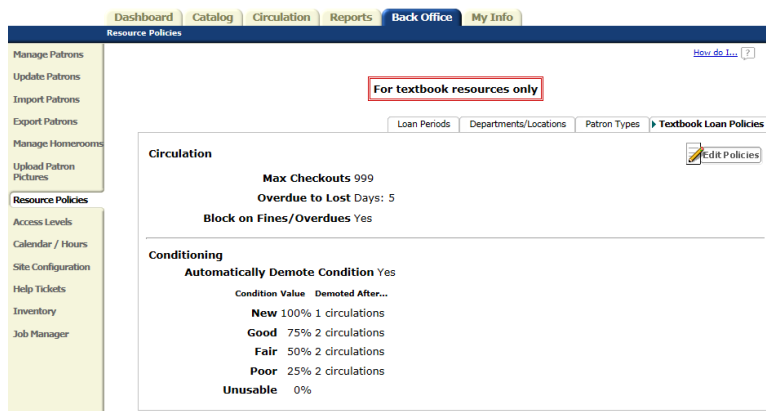 Dashboard Catalog Circulation Reports Back Office My Info
Resource Policies
How do I... ?
Manage Patrons
Update Patrons
Import Patrons
Export Patrons
Manage Homerooms
Upload Patron
Pictures
Resource Policies
Access Levels
Calendar / Hours
Site Configuration
Help Tickets
Inventory
Job Manager
For textbook resources only
Loan Periods Departments/Locations Patron Types Textbook Loan Policies
Circulation
Edit Policies
Max Checkouts 999
Overdue to Lost Days: 5
Block on Fines/Overdues Yes
Conditioning
Automatically Demote Condition Yes
Condition Value Demoted After...
New 100% 1 circulations
Good 75% 2 circulations
Fair 50% 2 circulations
Poor 25% 2 circulations
Unusable 0%